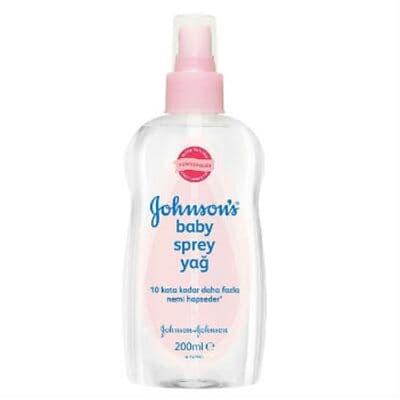 Johnson's
baby
sprey
yağ
10 kata kadar daha fazla
nemi hapseder*
Johnson+Johnson
200ml ℮